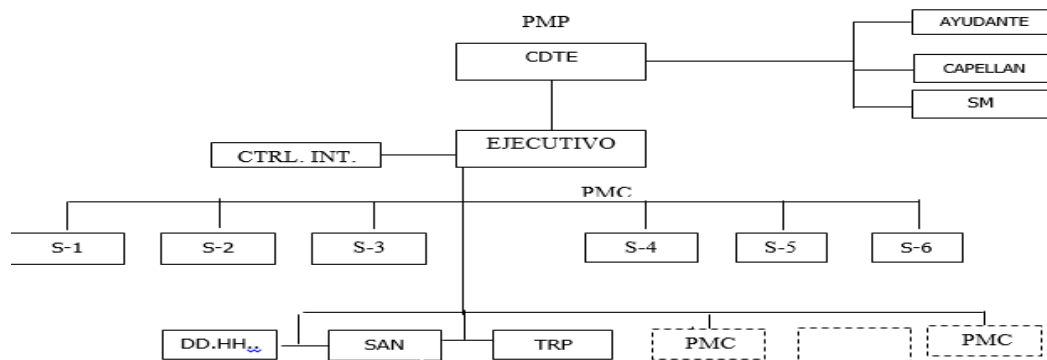 PMP
AYUDANTE
CDTE
CAPELLAN
SM
EJECUTIVO
CTRL. INT.
PMC
S-1
S-2
S-3
S-4
S-5
S-6
DD.HH..
SAN
TRP
PMC
PMC